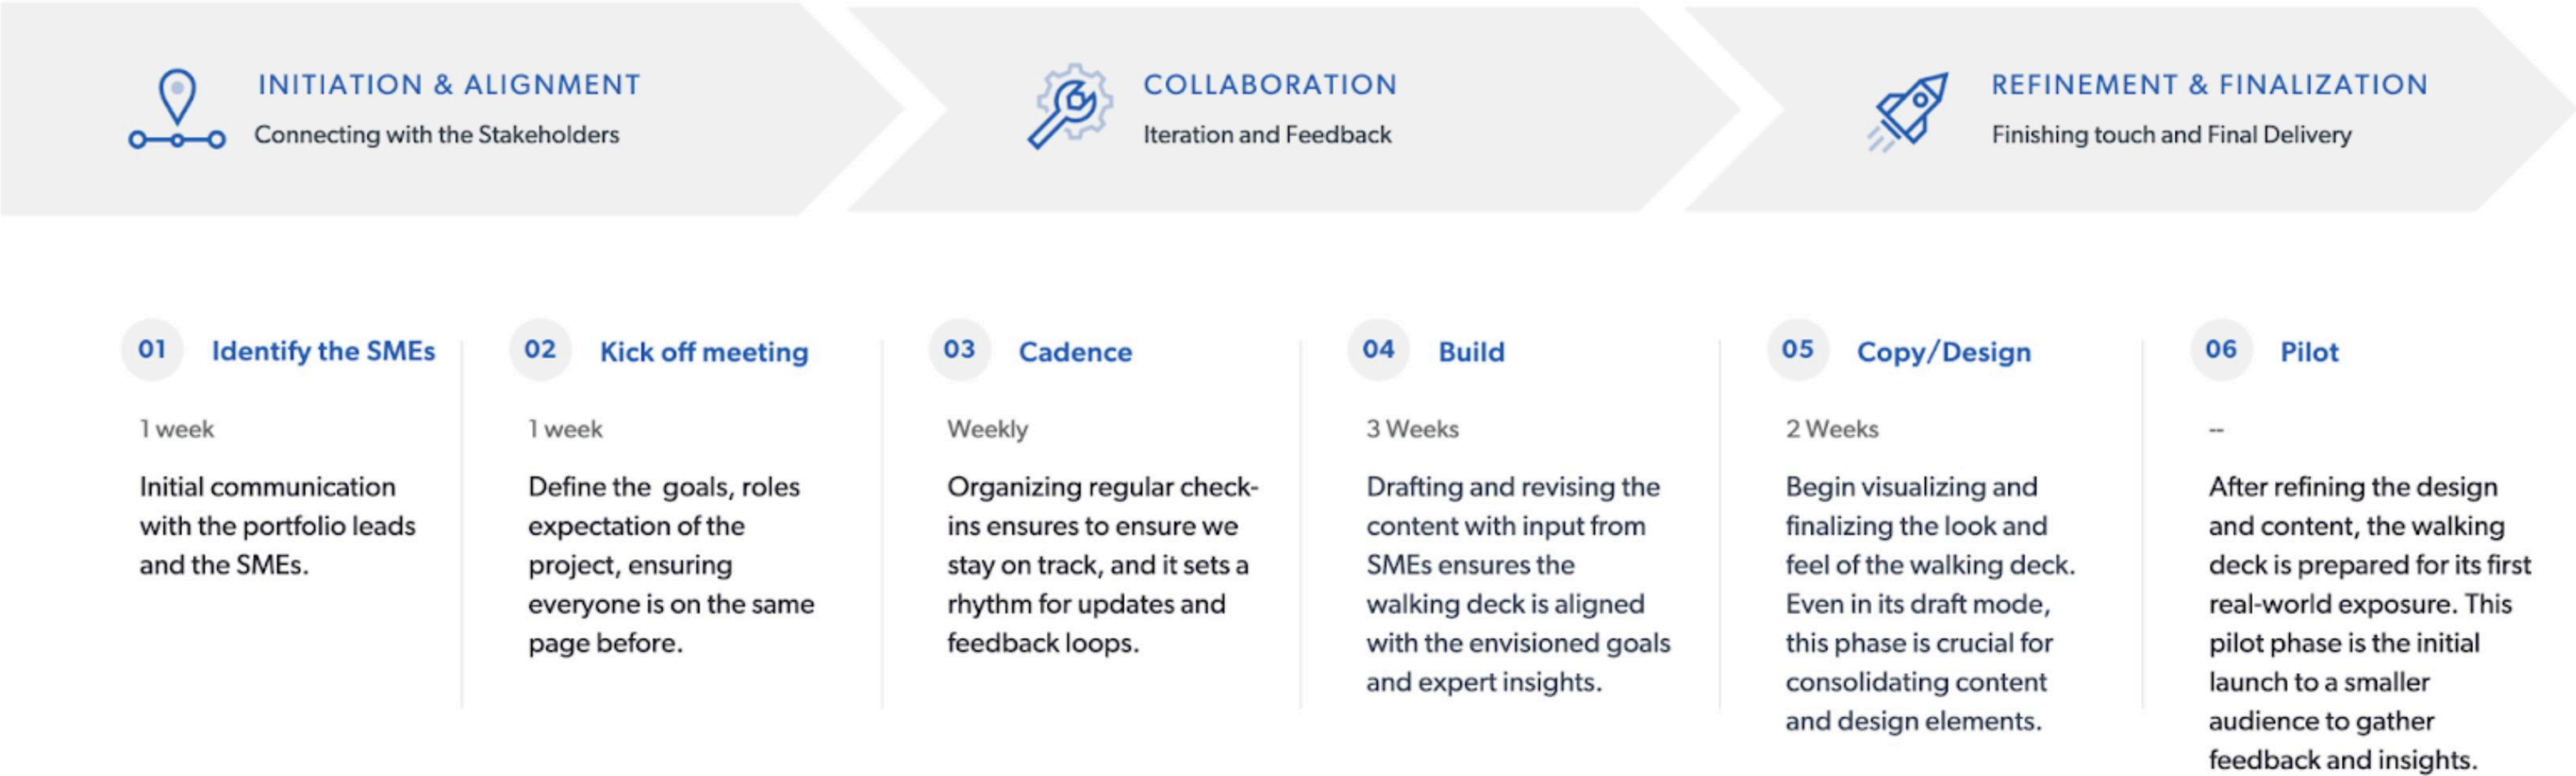 INITIATION & ALIGNMENT
Connecting with the Stakeholders
COLLABORATION
Iteration and Feedback
REFINEMENT & FINALIZATION
Finishing touch and Final Delivery
01 Identify the SMEs
1 week
Initial communication
with the portfolio leads
and the SMEs.
02 Kick off meeting
1 week
Define the goals, roles
expectation of the
project, ensuring
everyone is on the same
page before.
03 Cadence
Weekly
Organizing regular check-
ins ensures to ensure we
stay on track, and it sets a
rhythm for updates and
feedback loops.
04 Build
3 Weeks
Drafting and revising the
content with input from
SMEs ensures the
walking deck is aligned
with the envisioned goals
and expert insights.
05 Copy/Design
2 Weeks
Begin visualizing and
finalizing the look and
feel of the walking deck.
Even in its draft mode,
this phase is crucial for
consolidating content
and design elements.
06 Pilot
--
After refining the design
and content, the walking
deck is prepared for its first
real-world exposure. This
pilot phase is the initial
launch to a smaller
audience to gather
feedback and insights.